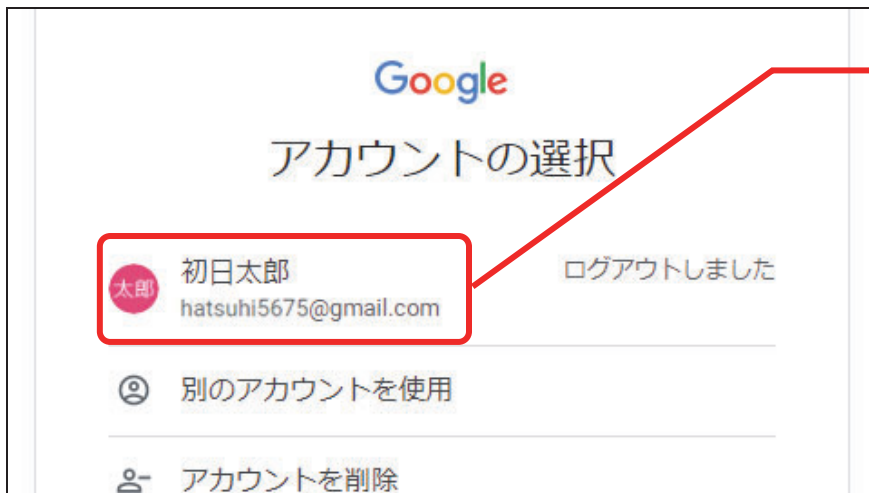 Google
アカウントの選択
太郎
初日太郎
ログアウトしました
hatsuhi5675@gmail.com
別のアカウントを使用
アカウントを削除